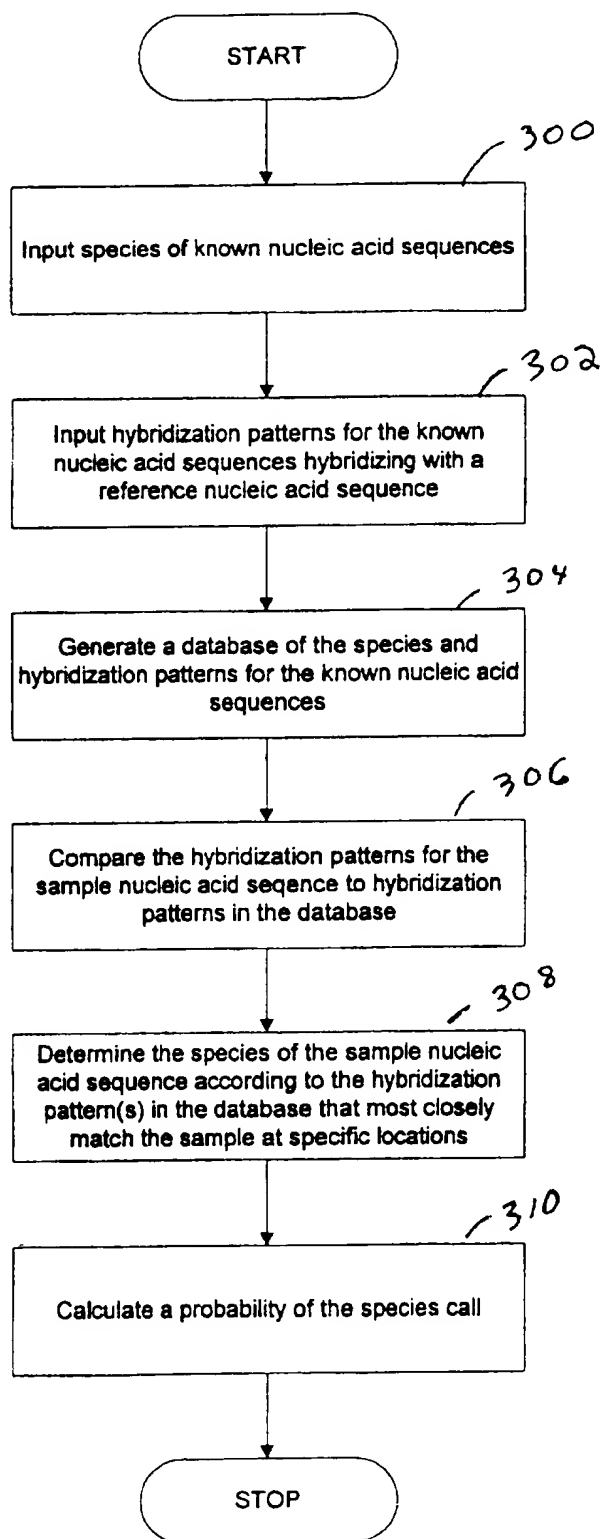 START
300
Input species of known nucleic acid sequences
302
Input hybridization patterns for the known
nucleic acid sequences hybridizing with a
reference nucleic acid sequence
304
Generate a database of the species and
hybridization patterns for the known nucleic acid
sequences
306
Compare the hybridization patterns for the
sample nucleic acid seqence to hybridization
patterns in the database
308
Determine the species of the sample nucleic
acid sequence according to the hybridization
pattern(s) in the database that most closely
match the sample at specific locations
310
Calculate a probability of the species call
STOP